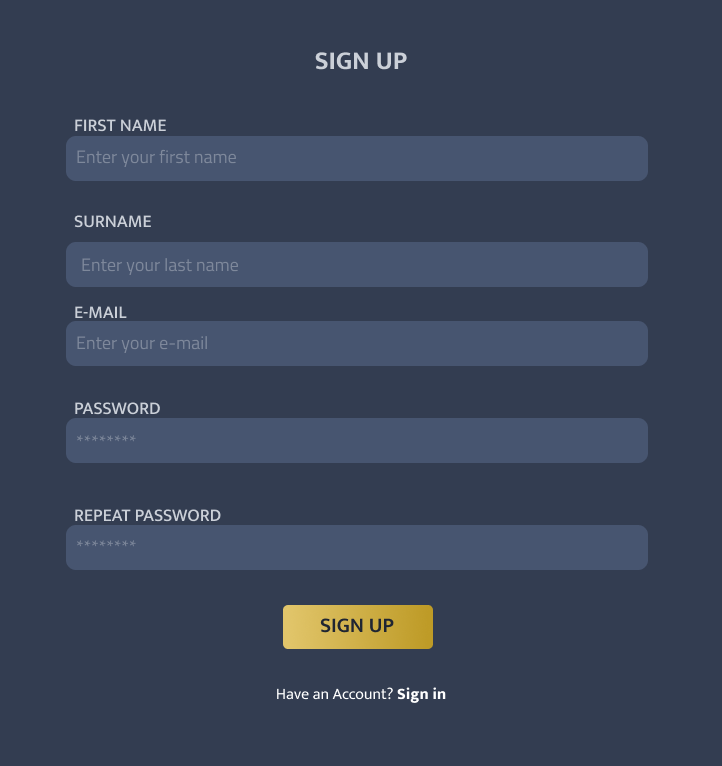 SIGN UP
FIRST NAME
Enter your first name
SURNAME
Enter your last name
E-MAIL
Enter your e-mail
PASSWORD
********
REPEAT PASSWORD
********
SIGN UP
Have an Account? Sign in